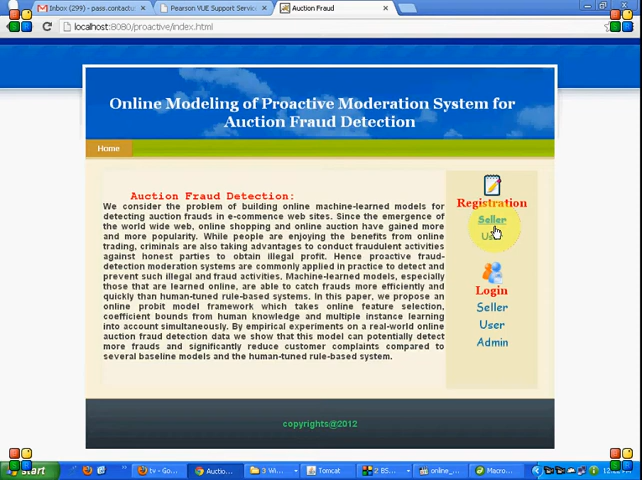 Inbox (299) - pass.contactu
Pearson VUE Support Servic
Auction Fraud
localhost:8080/proactive/index.html
Online Modeling of Proactive Moderation System for
Auction Fraud Detection
Home
Auction Fraud Detection:
We consider the problem of building online machine-learned models for
detecting auction frauds in e-commerce web sites. Since the emergence of
the world wide web, online shopping and online auction have gained more
and more popularity. While people are enjoying the benefits from online
trading, criminals are also taking advantages to conduct fraudulent activities
against honest parties to obtain illegal profit. Hence proactive fraud-
detection moderation systems are commonly applied in practice to detect and
prevent such illegal and fraud activities. Machine-learned models, especially
those that are learned online, are able to catch frauds more efficiently and
quickly than human-tuned rule-based systems. In this paper, we propose an
online probit model framework which takes online feature selection,
coefficient bounds from human knowledge and multiple instance learning
into account simultaneously. By empirical experiments on a real-world online
auction fraud detection data we show that this model can potentially detect
more frauds and significantly reduce customer complaints compared to
several baseline models and the human-tuned rule-based system.
Registration
Seller
Login
Seller
User
Admin
copyrights@2012
start
tv - Go...
Auctio...
3 Wi...
Tomcat
2 BS...
online_...
Macro...